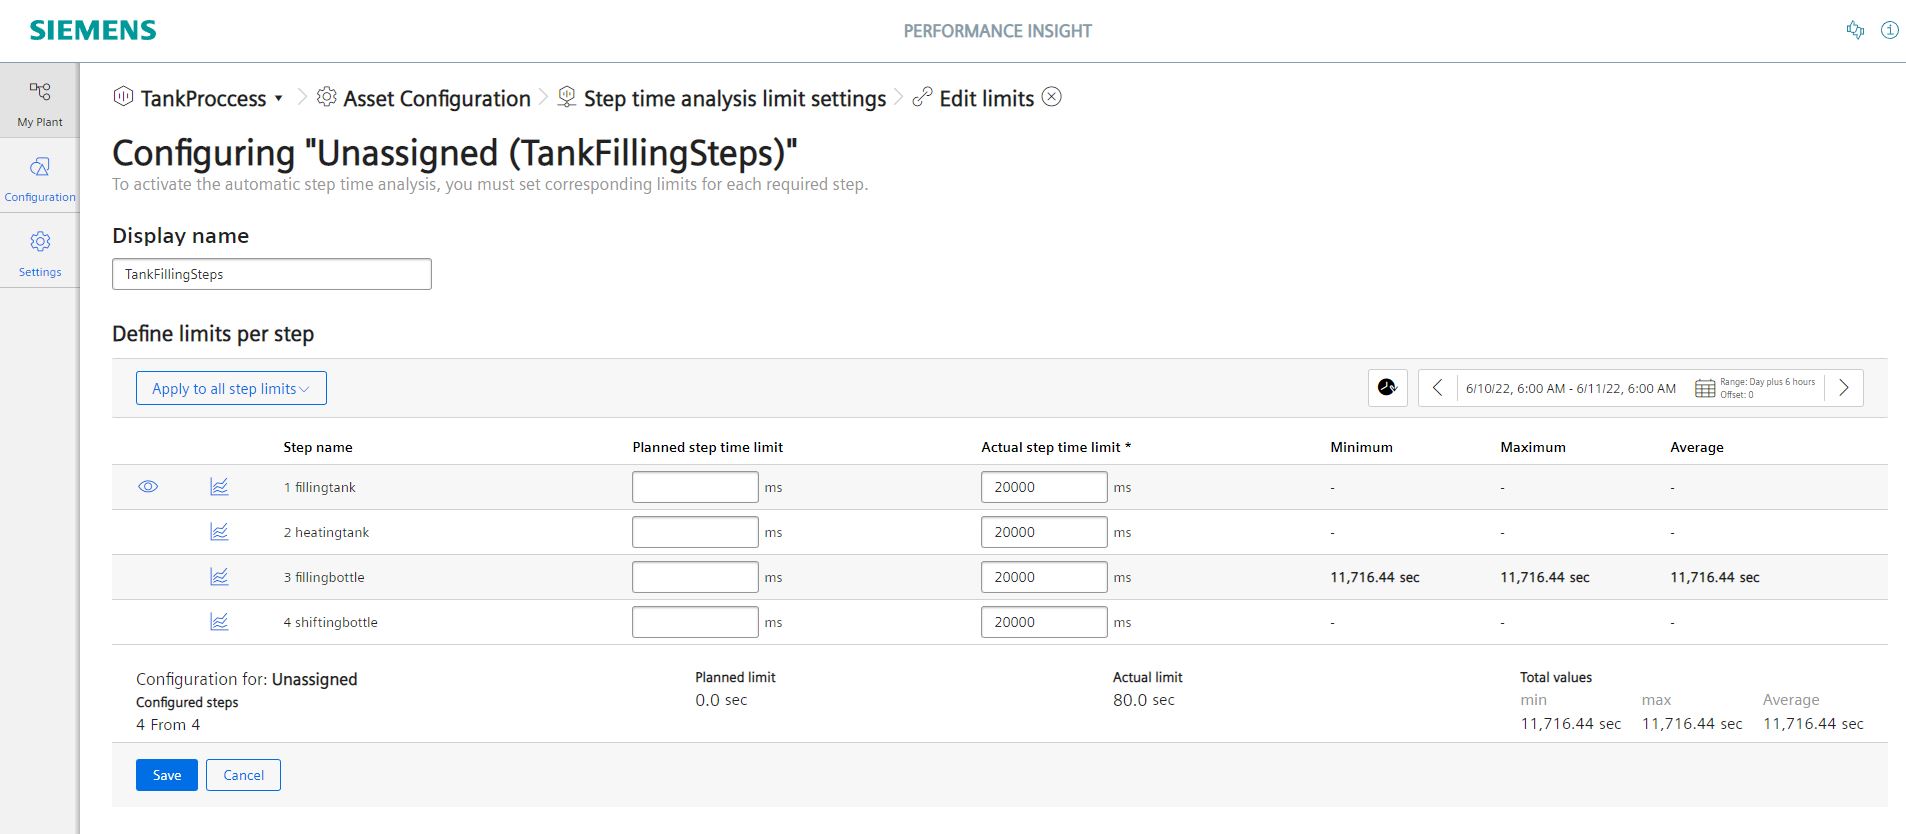 SIEMENS
PERFORMANCE INSIGHT
My Plant
Configuration
Settings
TankProccess > Asset Configuration > Step time analysis limit settings > Edit limits
Configuring "Unassigned (TankFillingSteps)"
To activate the automatic step time analysis, you must set corresponding limits for each required step.
Display name
TankFillingSteps
Define limits per step
Apply to all step limits
6/10/22, 6:00 AM - 6/11/22, 6:00 AM
Range: Day plus 6 hours
Offset: 0
Step name Planned step time limit Actual step time limit * Minimum Maximum Average
1 fillingtank ms 20000 ms - - -
2 heatingtank ms 20000 ms - - -
3 fillingbottle ms 20000 ms 11,716.44 sec 11,716.44 sec 11,716.44 sec
4 shiftingbottle ms 20000 ms - - -
Configuration for: Unassigned
Configured steps
4 From 4
Planned limit
0.0 sec
Actual limit
80.0 sec
Total values
min max Average
11,716.44 sec 11,716.44 sec 11,716.44 sec
Save Cancel